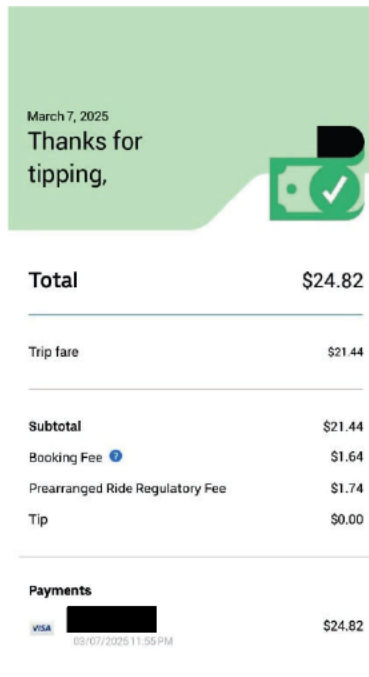 March 7, 2025
Thanks for
tipping,
Total $24.82
Trip fare $21.44
Subtotal $21.44
Booking Fee ? $1.64
Prearranged Ride Regulatory Fee $1.74
Tip $0.00
Payments
VISA $24.82
03/07/2025 11:55 PM